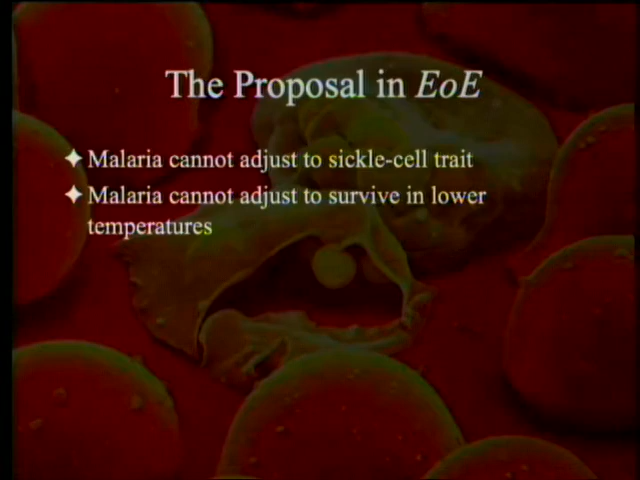 The Proposal in EoE
✦ Malaria cannot adjust to sickle-cell trait
✦ Malaria cannot adjust to survive in lower
temperatures